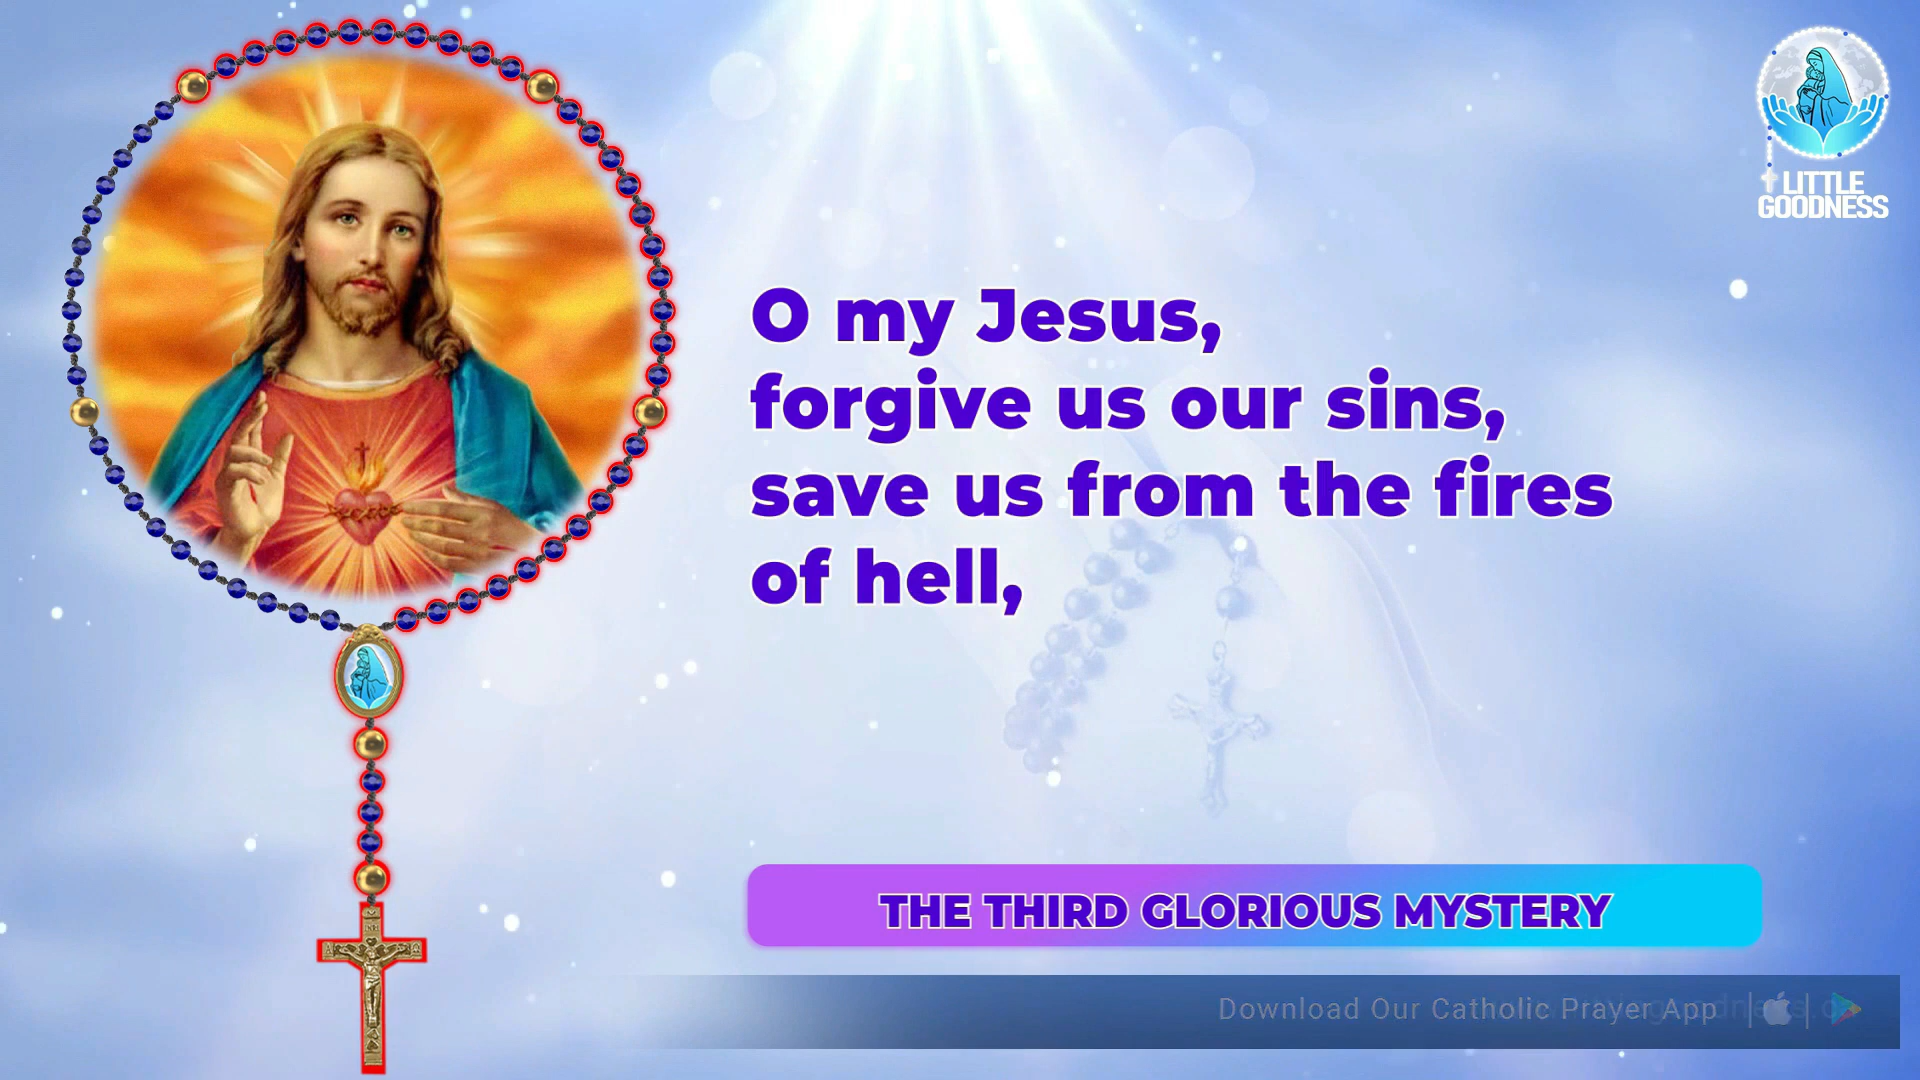 LITTLE
GOODNESS
O my Jesus,
forgive us our sins,
save us from the fires
of hell,
THE THIRD GLORIOUS MYSTERY
Download Our Catholic Prayer App
INRI